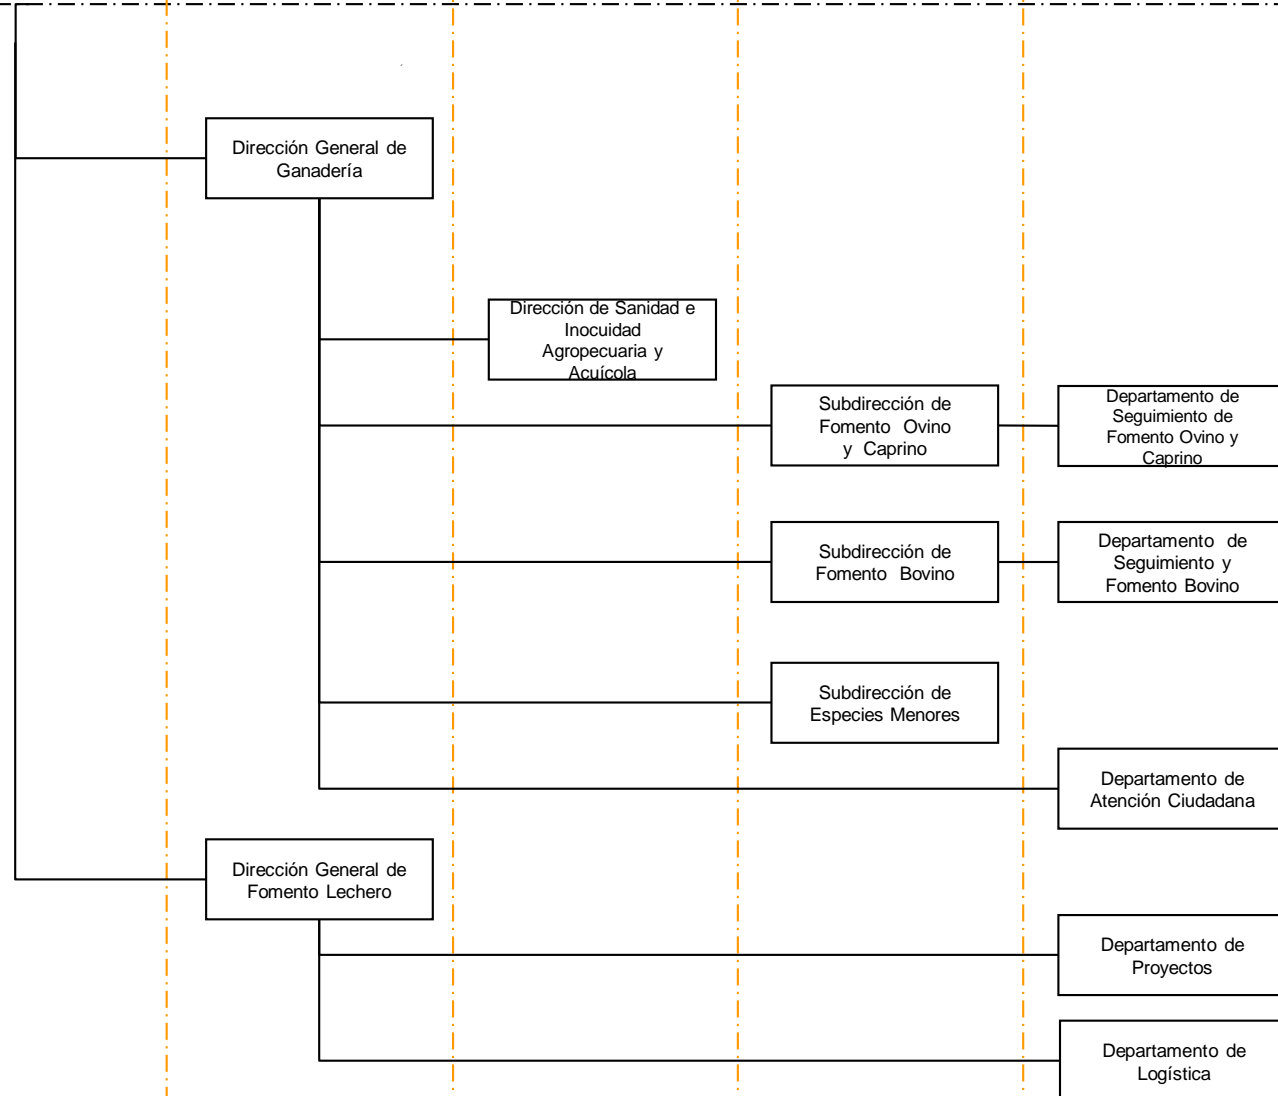 Dirección General de
Ganadería
Dirección de Sanidad e
Inocuidad
Agropecuaria y
Acuícola
Subdirección de
Fomento Ovino
y Caprino
Departamento de
Seguimiento de
Fomento Ovino y
Caprino
Subdirección de
Fomento Bovino
Departamento de
Seguimiento y
Fomento Bovino
Subdirección de
Especies Menores
Departamento de
Atención Ciudadana
Dirección General de
Fomento Lechero
Departamento de
Proyectos
Departamento de
Logística